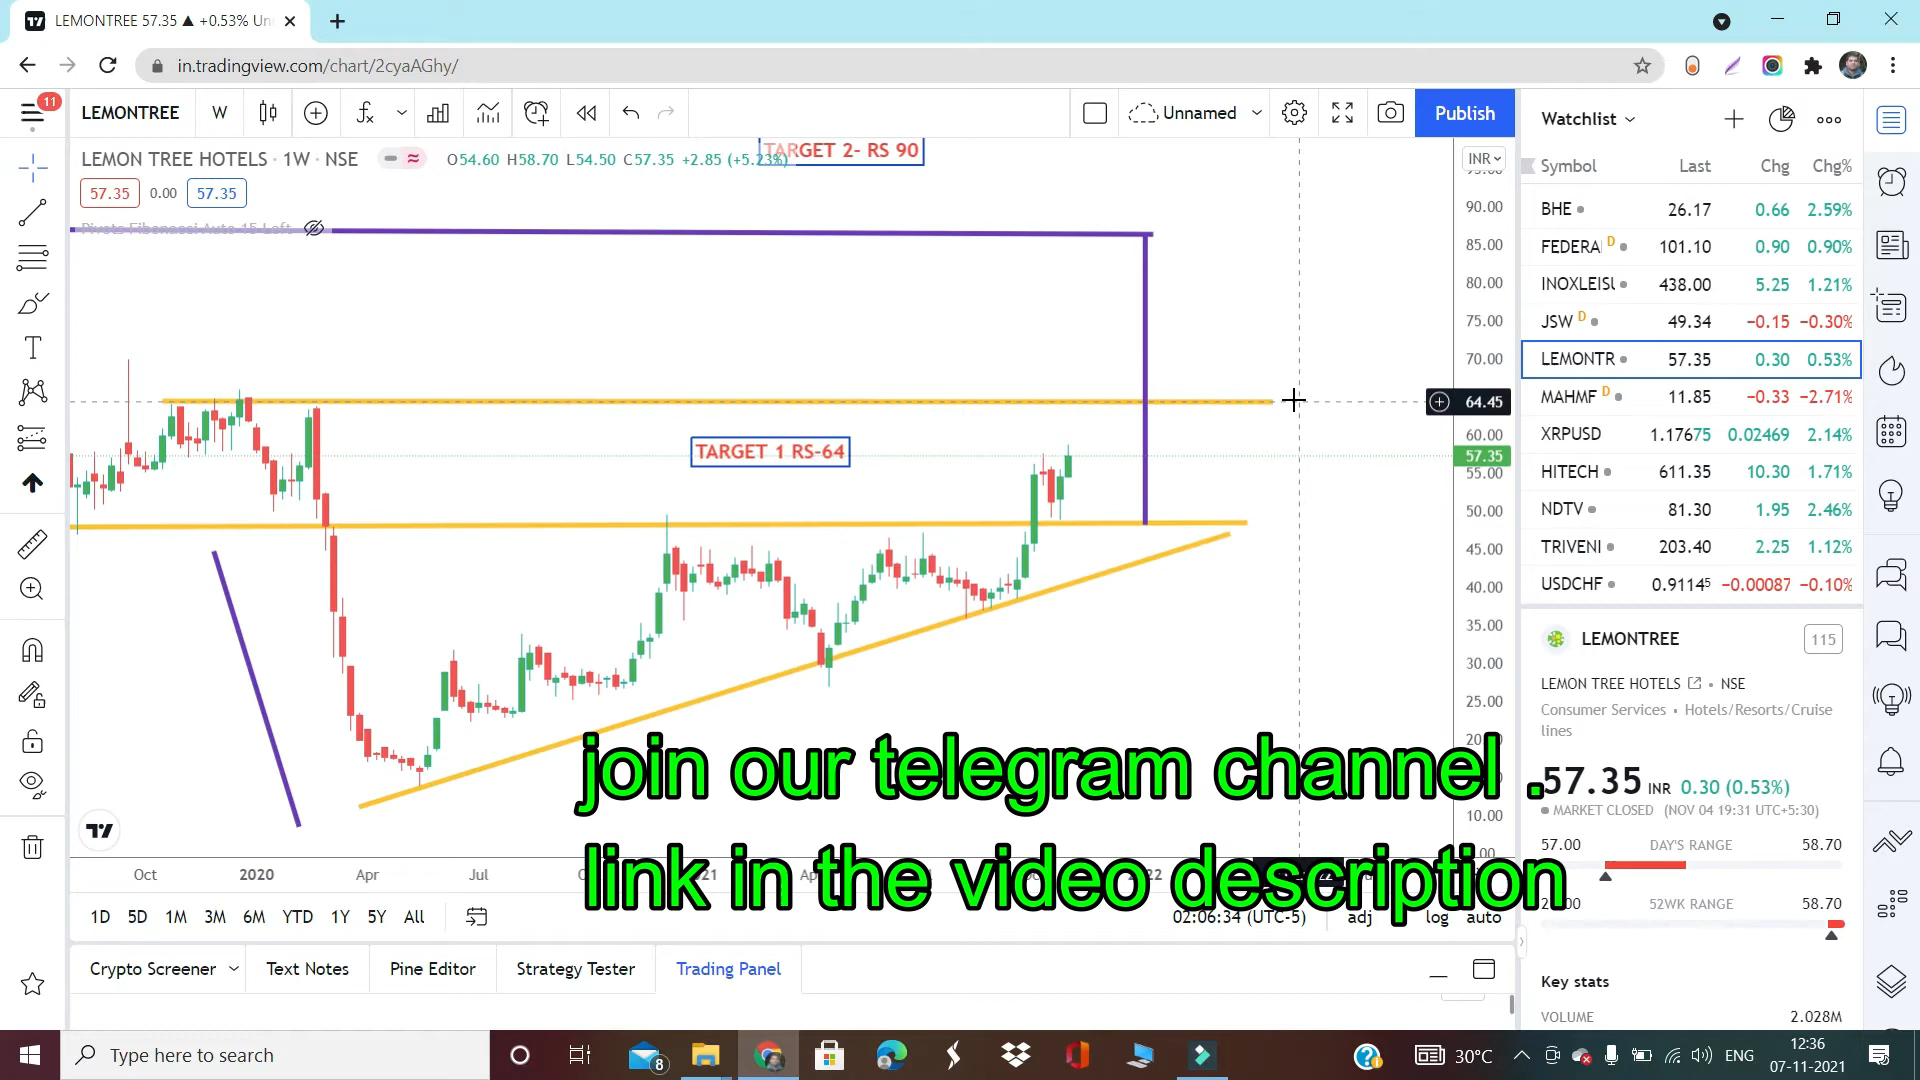 LEMONTREE 57.35 ▲ +0.53% Un
in.tradingview.com/chart/2cyaAGhy/
11
LEMONTREE W
Unnamed
Publish
Watchlist
LEMON TREE HOTELS · 1W · NSE
O54.60 H58.70 L54.50 C57.35 +2.85 (+5.23%)
TARGET 2- RS 90
INR
57.35 0.00 57.35
Pivots Fibonacci Auto 15 Left
90.00
85.00
80.00
75.00
70.00
64.45
60.00
57.35
55.00
50.00
45.00
40.00
35.00
30.00
25.00
20
10.00
TARGET 1 RS-64
Oct 2020 Apr Jul
1D 5D 1M 3M 6M YTD 1Y 5Y All
02:06:34 (UTC-5) adj log auto
join our telegram channel .
link in the video description
Crypto Screener Text Notes Pine Editor Strategy Tester Trading Panel
Symbol Last Chg Chg%
BHE 26.17 0.66 2.59%
FEDERA D 101.10 0.90 0.90%
INOXLEISU 438.00 5.25 1.21%
JSW D 49.34 −0.15 −0.30%
LEMONTR 57.35 0.30 0.53%
MAHMF D 11.85 −0.33 −2.71%
XRPUSD 1.17675 0.02469 2.14%
HITECH 611.35 10.30 1.71%
NDTV 81.30 1.95 2.46%
TRIVENI 203.40 2.25 1.12%
USDCHF 0.91145 −0.00087 −0.10%
LEMONTREE 115
LEMON TREE HOTELS • NSE
Consumer Services • Hotels/Resorts/Cruise
lines
57.35 INR 0.30 (0.53%)
MARKET CLOSED (NOV 04 19:31 UTC+5:30)
57.00 DAY'S RANGE 58.70
52WK RANGE 58.70
Key stats
VOLUME 2.028M
Type here to search
8
30°C
ENG
12:36
07-11-2021